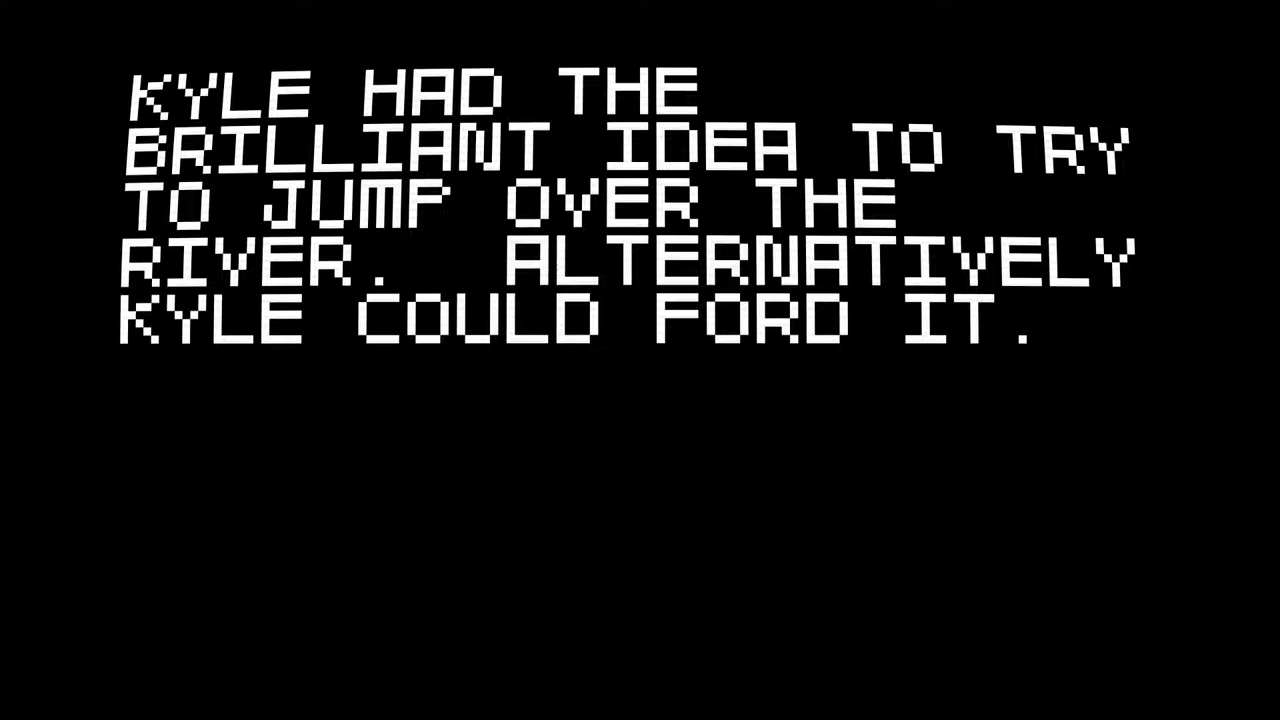 KYLE HAD THE
BRILLIANT IDEA TO TRY
TO JUMP OVER THE
RIVER.  ALTERNATIVELY
KYLE COULD FORD IT.